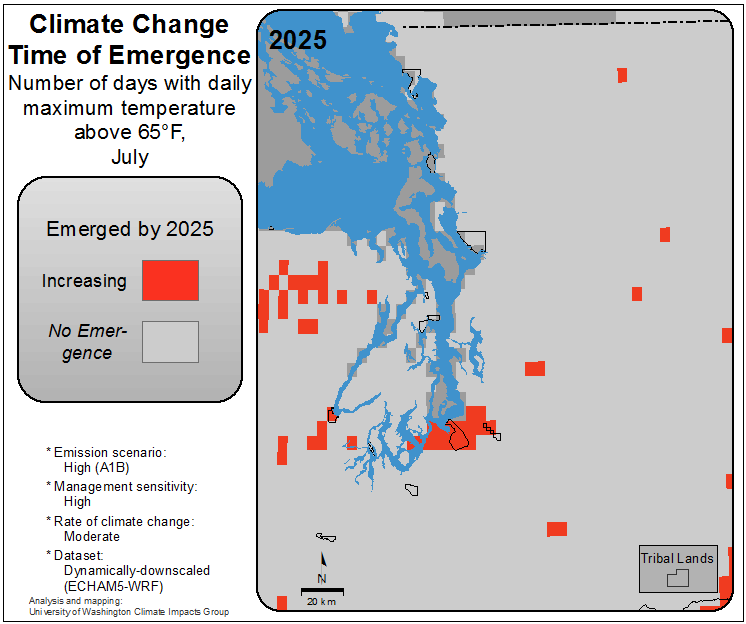 Climate Change
Time of Emergence
Number of days with daily
maximum temperature
above 65°F,
July
Emerged by 2025
Increasing
No Emer-
gence
* Emission scenario:
High (A1B)
* Management sensitivity:
High
* Rate of climate change:
Moderate
* Dataset:
Dynamically-downscaled
(ECHAM5-WRF)
Analysis and mapping:
University of Washington Climate Impacts Group
2025
N
20 km
Tribal Lands